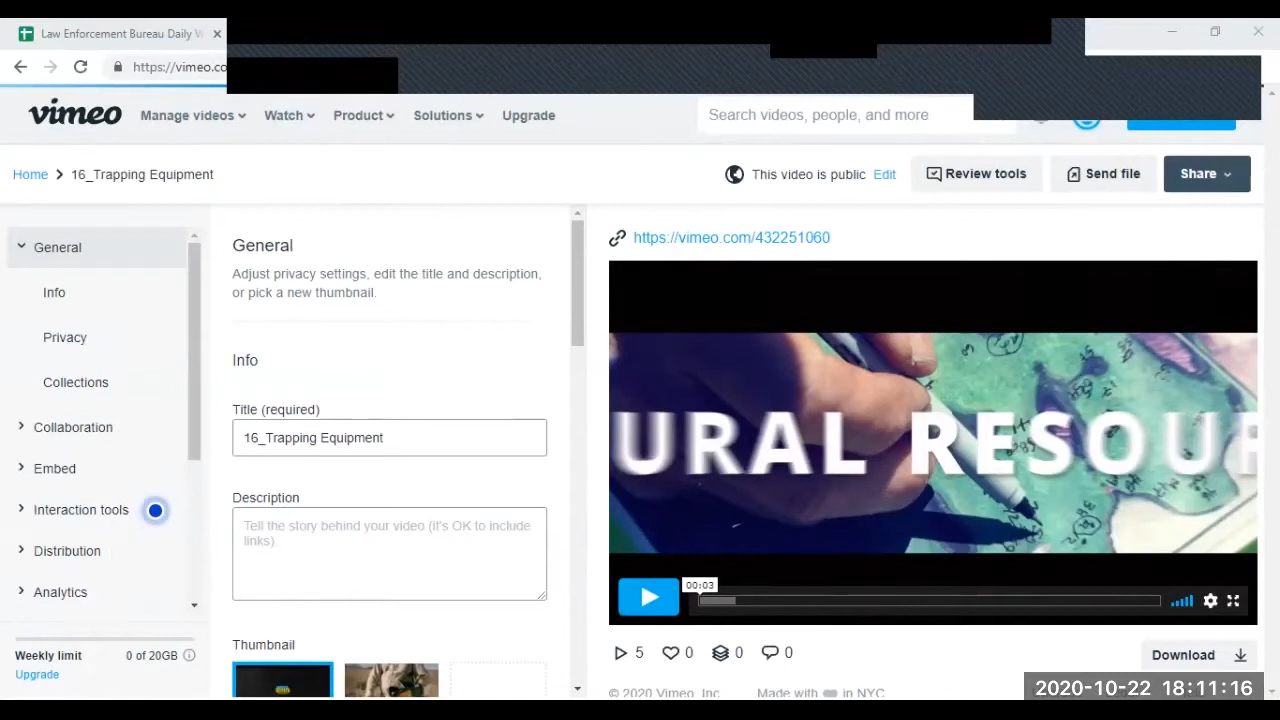 Law Enforcement Bureau Daily W
https://vimeo.co
vimeo
Manage videos
Watch
Product
Solutions
Upgrade
Search videos, people, and more
Home
16_Trapping Equipment
This video is public
Edit
Review tools
Send file
Share
General
Info
Privacy
Collections
Collaboration
Embed
Interaction tools
Distribution
Analytics
Weekly limit
0 of 20GB
Upgrade
General
Adjust privacy settings, edit the title and description,
or pick a new thumbnail.
Info
Title (required)
16_Trapping Equipment
Description
Tell the story behind your video (it's OK to include
links)
Thumbnail
https://vimeo.com/432251060
URAL RESOUR
00:03
5
0
0
0
Download
© 2020 Vimeo, Inc.
Made with
in NYC
2020-10-22 18:11:16